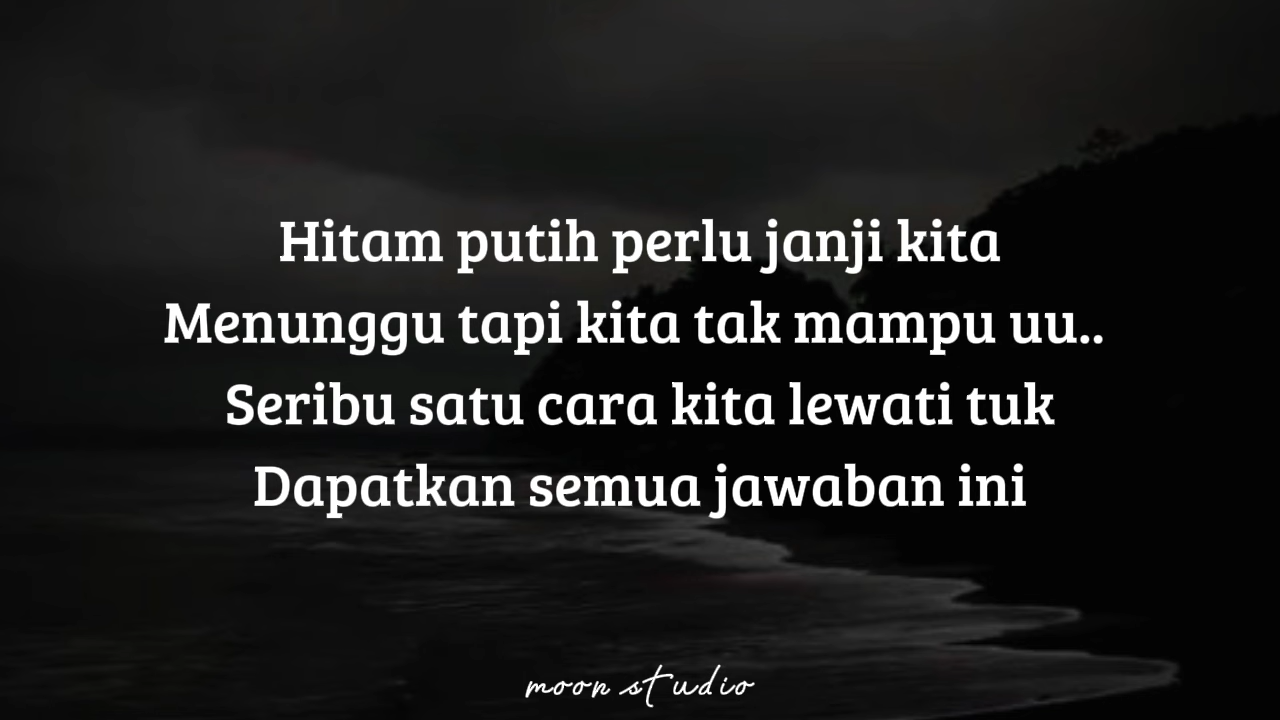 Hitam putih perlu janji kita
Menunggu tapi kita tak mampu uu..
Seribu satu cara kita lewati tuk
Dapatkan semua jawaban ini
moon studio